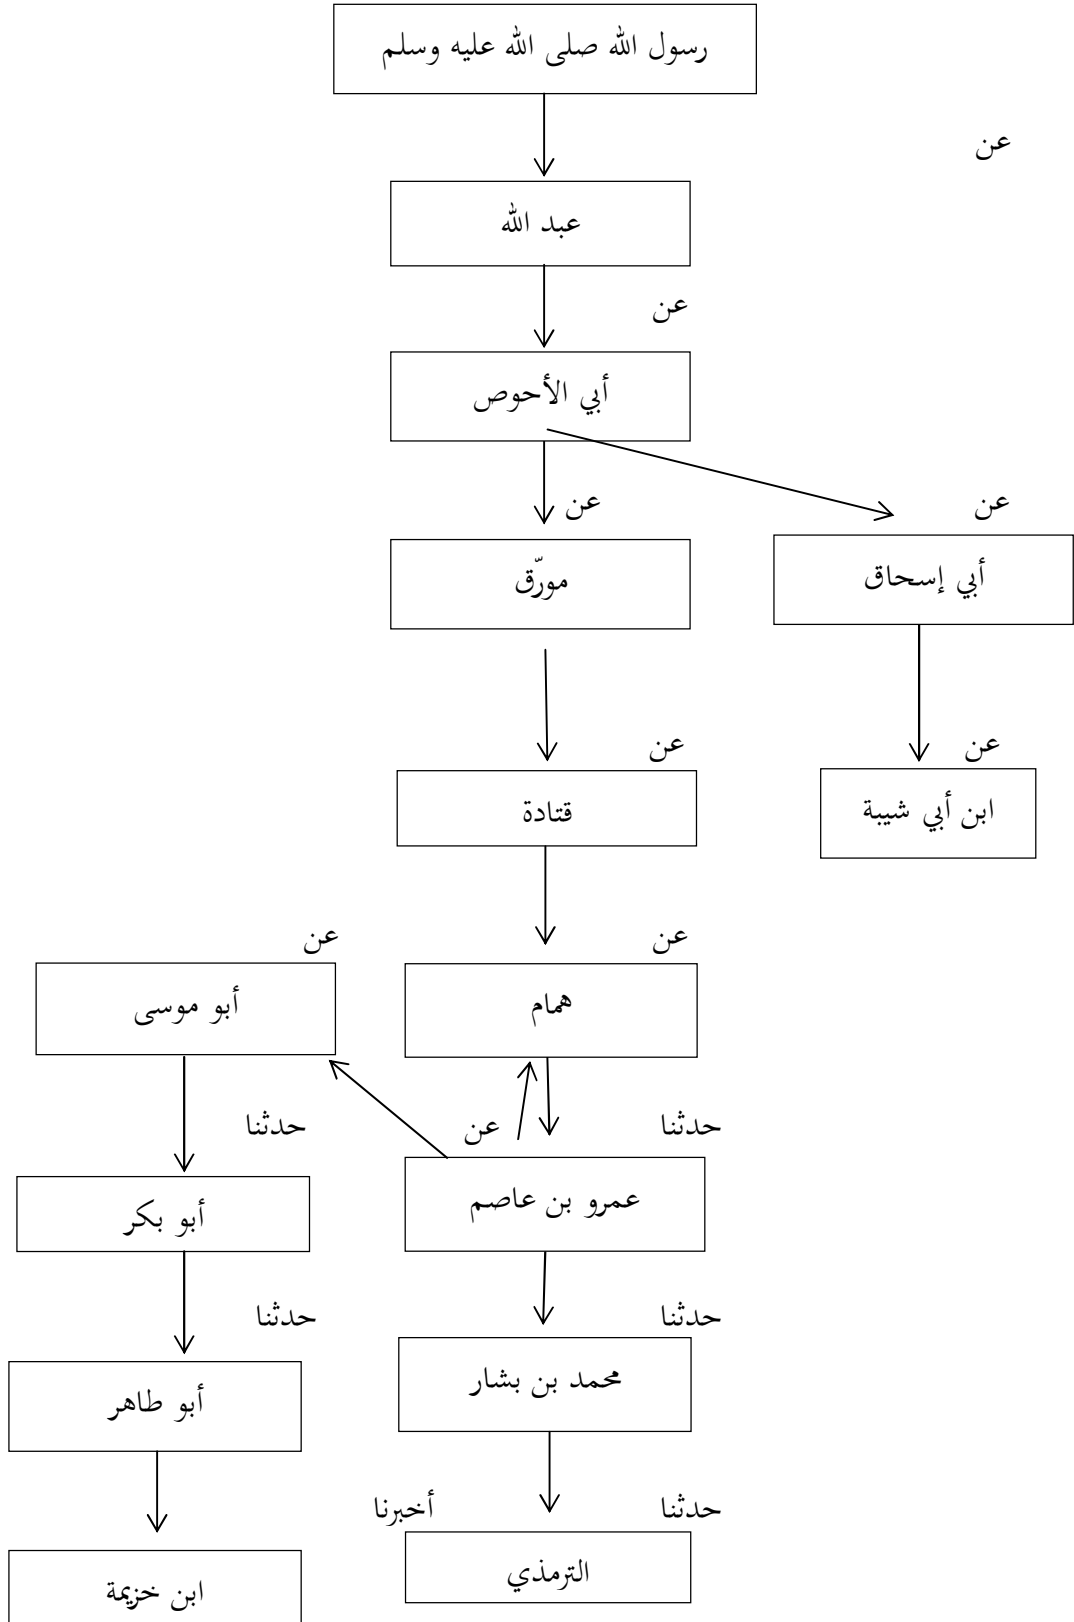 رسول الله صلى الله عليه وسلم
عن
عبد الله
عن
أبي الأحوص
عن
عن
مورّق
أبي إسحاق
عن
عن
قتادة
ابن أبي شيبة
عن
عن
همام
أبو موسى
حدثنا
عن
حدثنا
عمرو بن عاصم
أبو بكر
حدثنا
حدثنا
محمد بن بشار
أبو طاهر
حدثنا
أخبرنا
الترمذي
ابن خزيمة